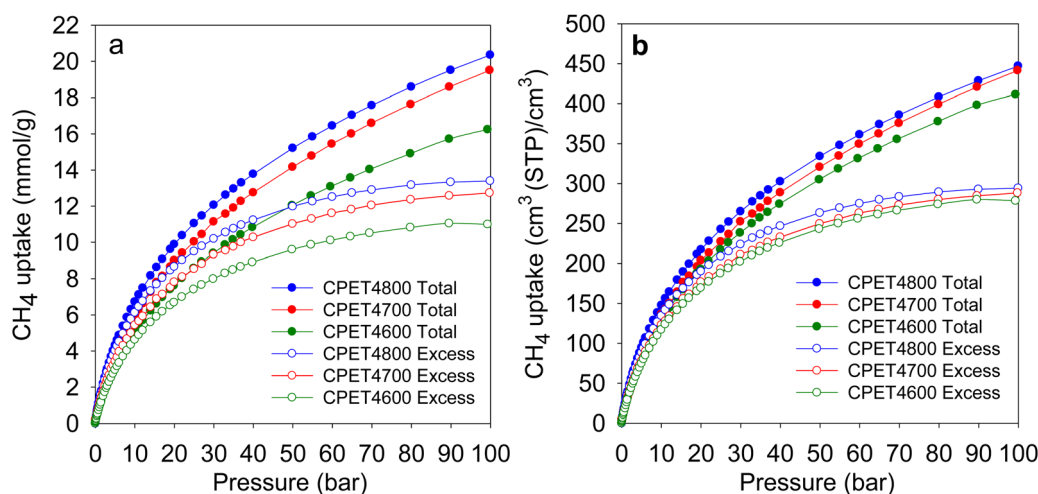 a
CH4 uptake (mmol/g)
22
20
18
16
14
12
10
8
6
4
2
0
0 10 20 30 40 50 60 70 80 90 100
Pressure (bar)
CPET4800 Total
CPET4700 Total
CPET4600 Total
CPET4800 Excess
CPET4700 Excess
CPET4600 Excess
b
CH4 uptake (cm3 (STP)/cm3)
500
450
400
350
300
250
200
150
100
50
0
0 10 20 30 40 50 60 70 80 90 100
Pressure (bar)
CPET4800 Total
CPET4700 Total
CPET4600 Total
CPET4800 Excess
CPET4700 Excess
CPET4600 Excess